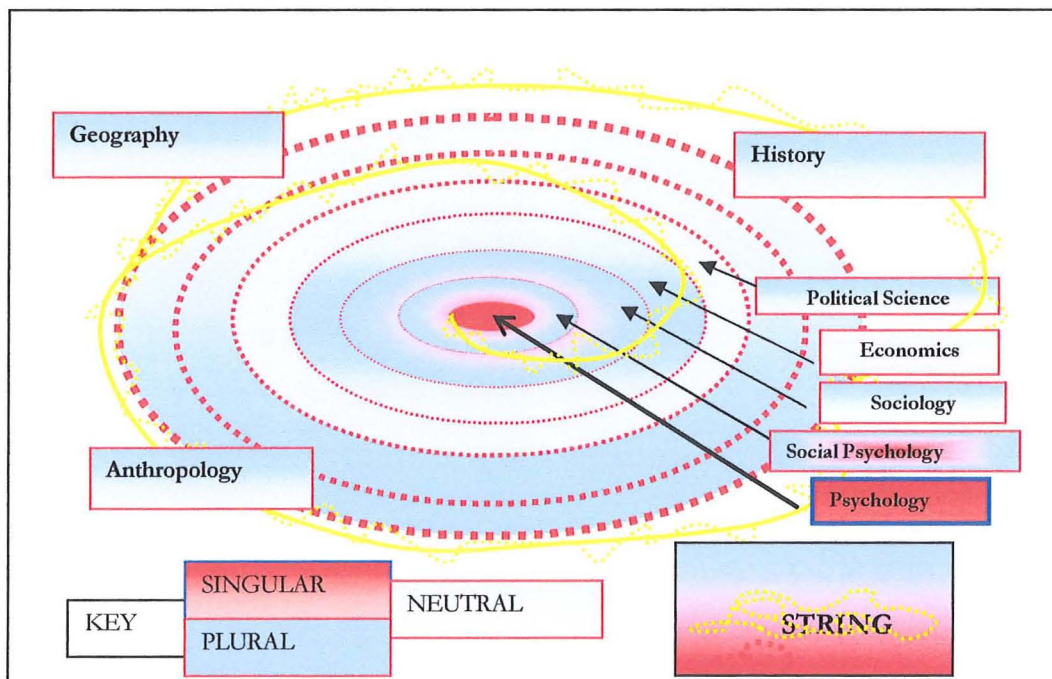 Geography
History
Political Science
Economics
Sociology
Social Psychology
Anthropology
Psychology
SINGULAR
NEUTRAL
KEY
PLURAL
STRING